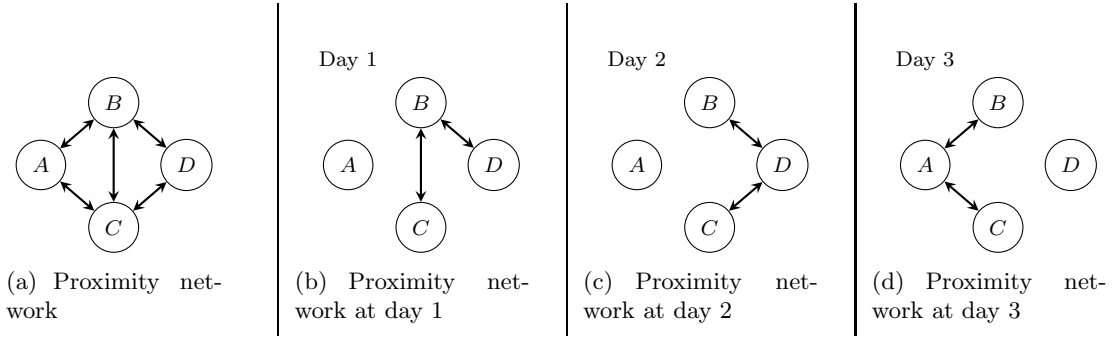 B
A
D
C
(a) Proximity net-
work
Day 1
B
A
D
C
(b) Proximity net-
work at day 1
Day 2
B
A
D
C
(c) Proximity net-
work at day 2
Day 3
B
A
D
C
(d) Proximity net-
work at day 3